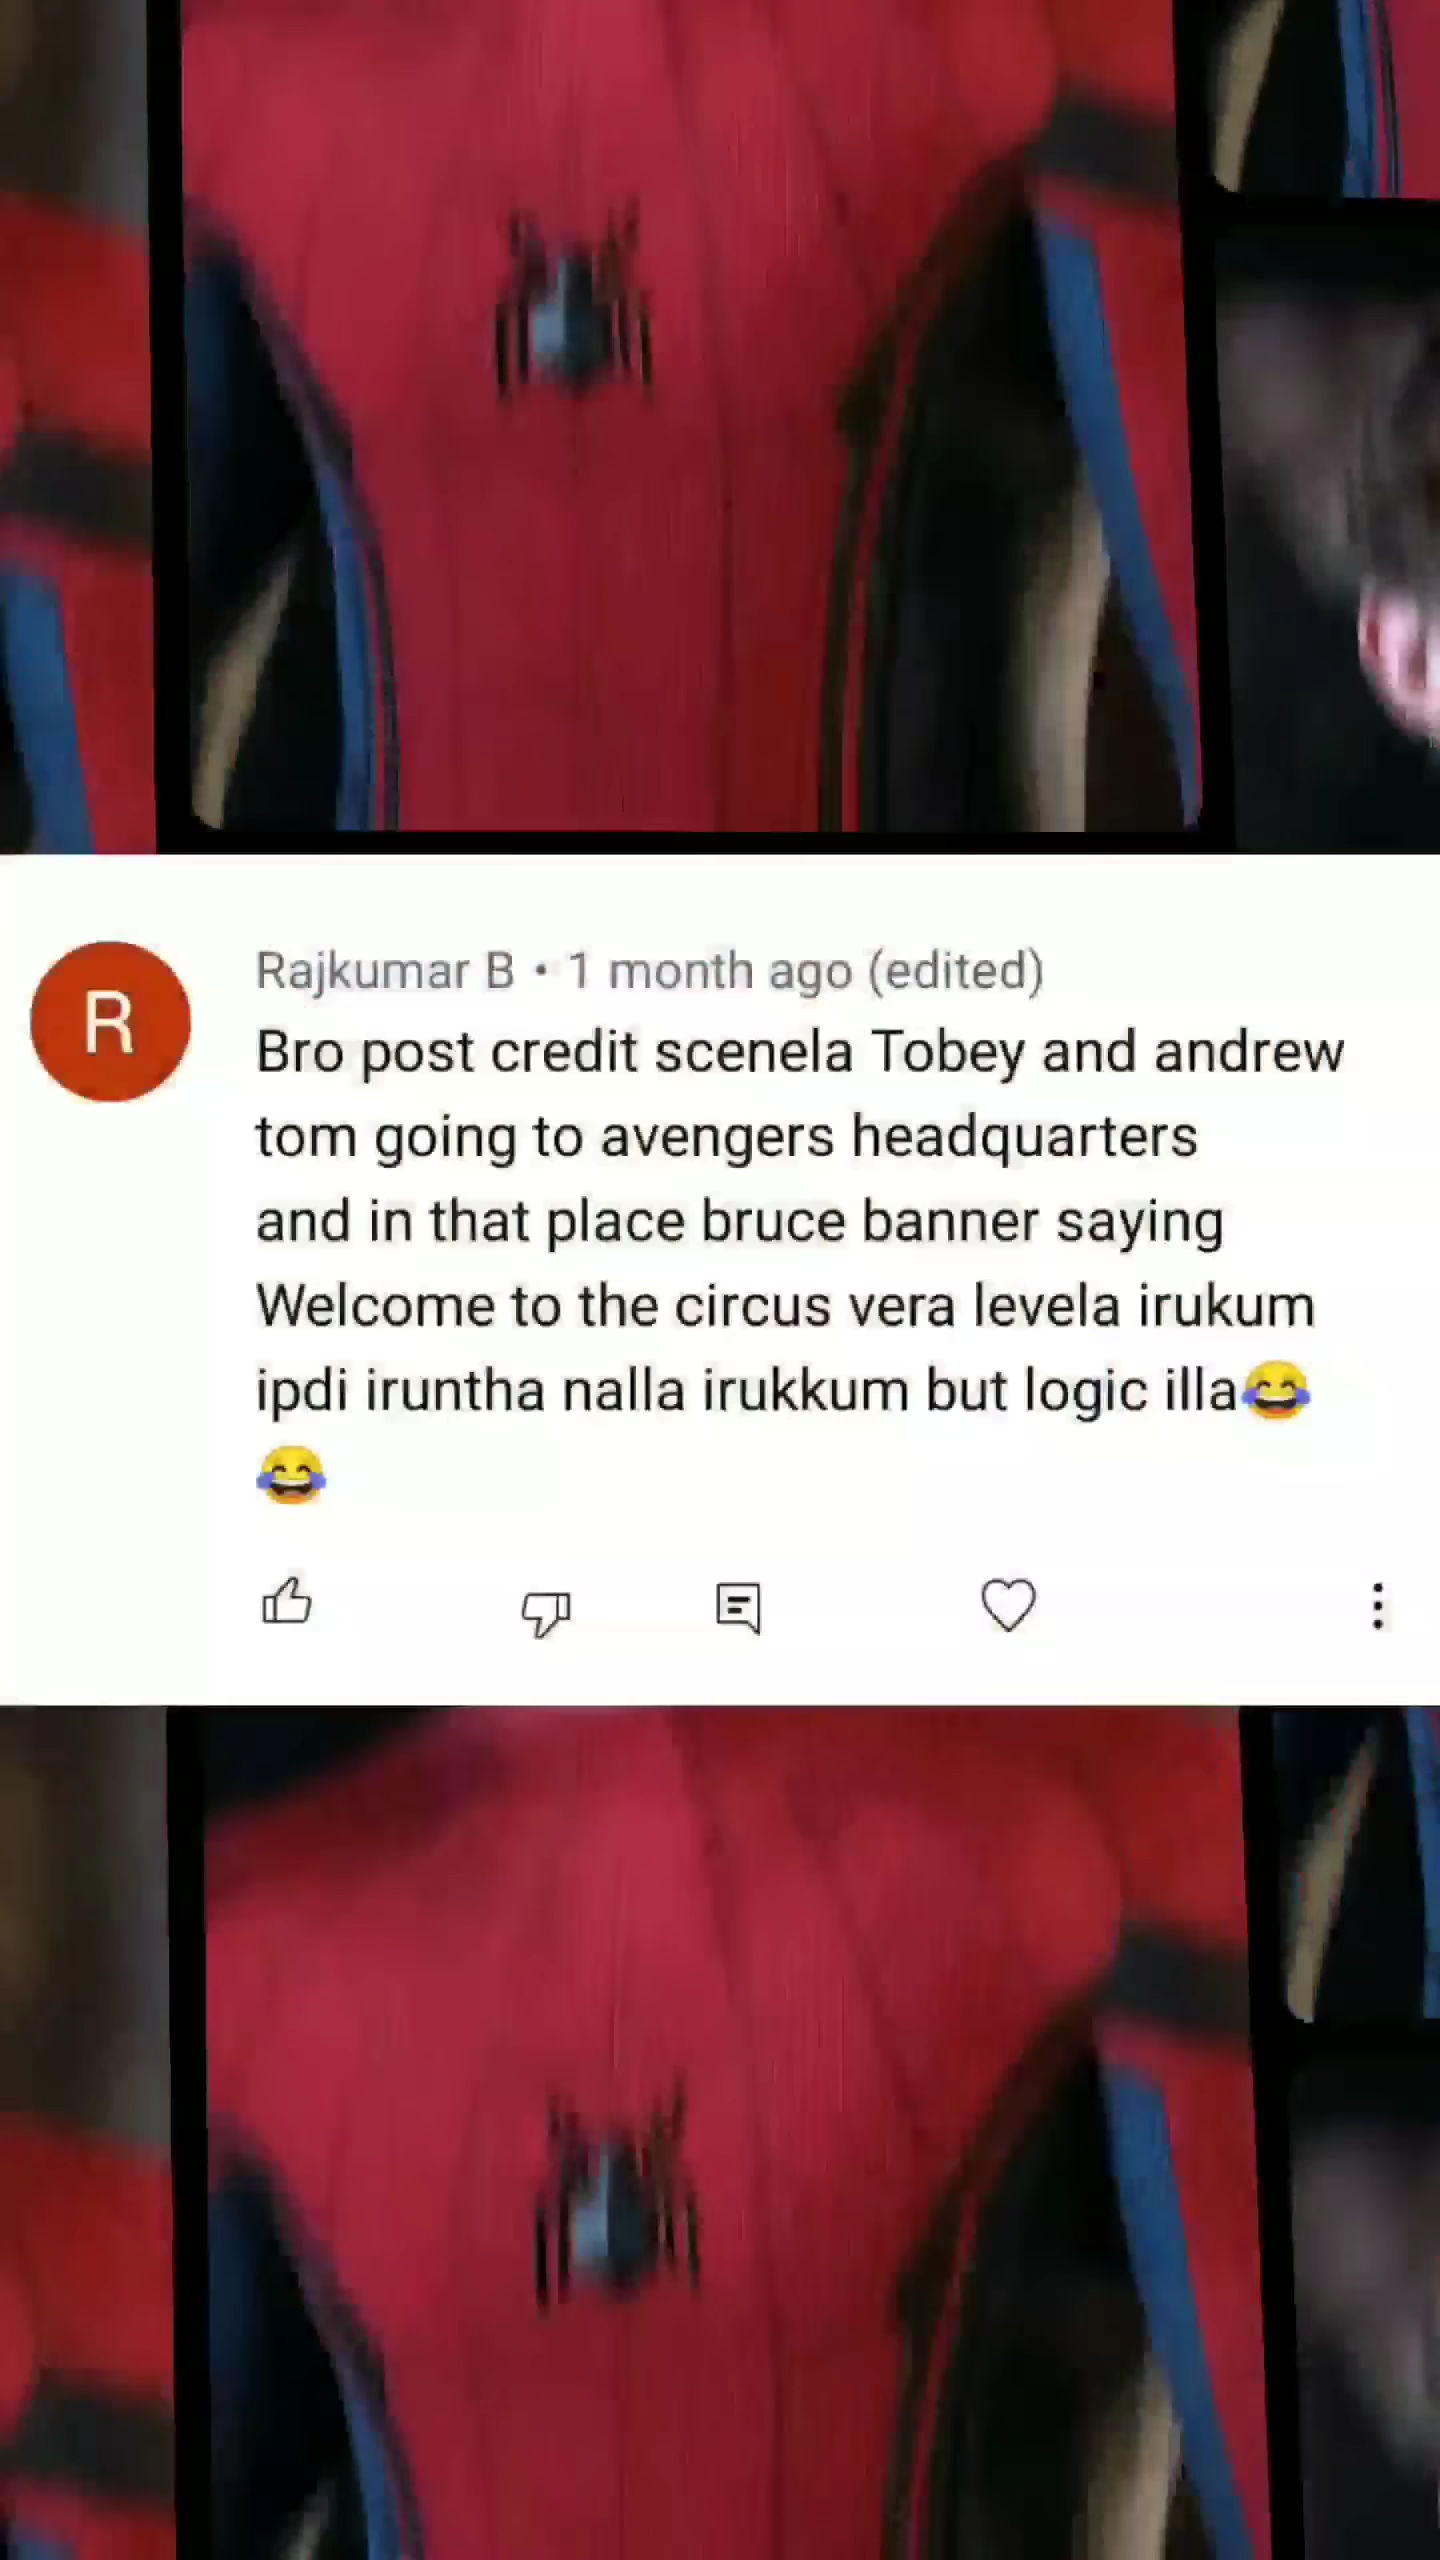 R
Rajkumar B • 1 month ago (edited)
Bro post credit scenela Tobey and andrew
tom going to avengers headquarters
and in that place bruce banner saying
Welcome to the circus vera levela irukum
ipdi iruntha nalla irukkum but logic illa😂
😂